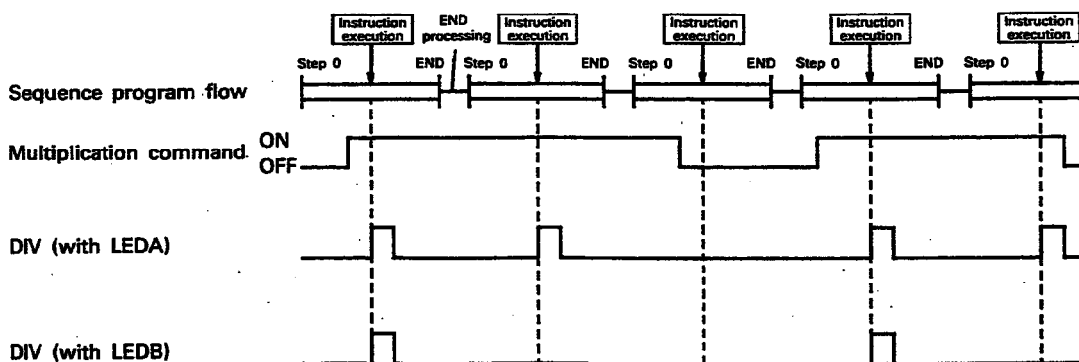 Instruction execution
END processing
Instruction execution
Instruction execution
Instruction execution
Instruction execution
Step 0
END
Step 0
END
Step 0
END
Step 0
END
Step 0
Sequence program flow
Multiplication command
ON
OFF
DIV (with LEDA)
DIV (with LEDB)